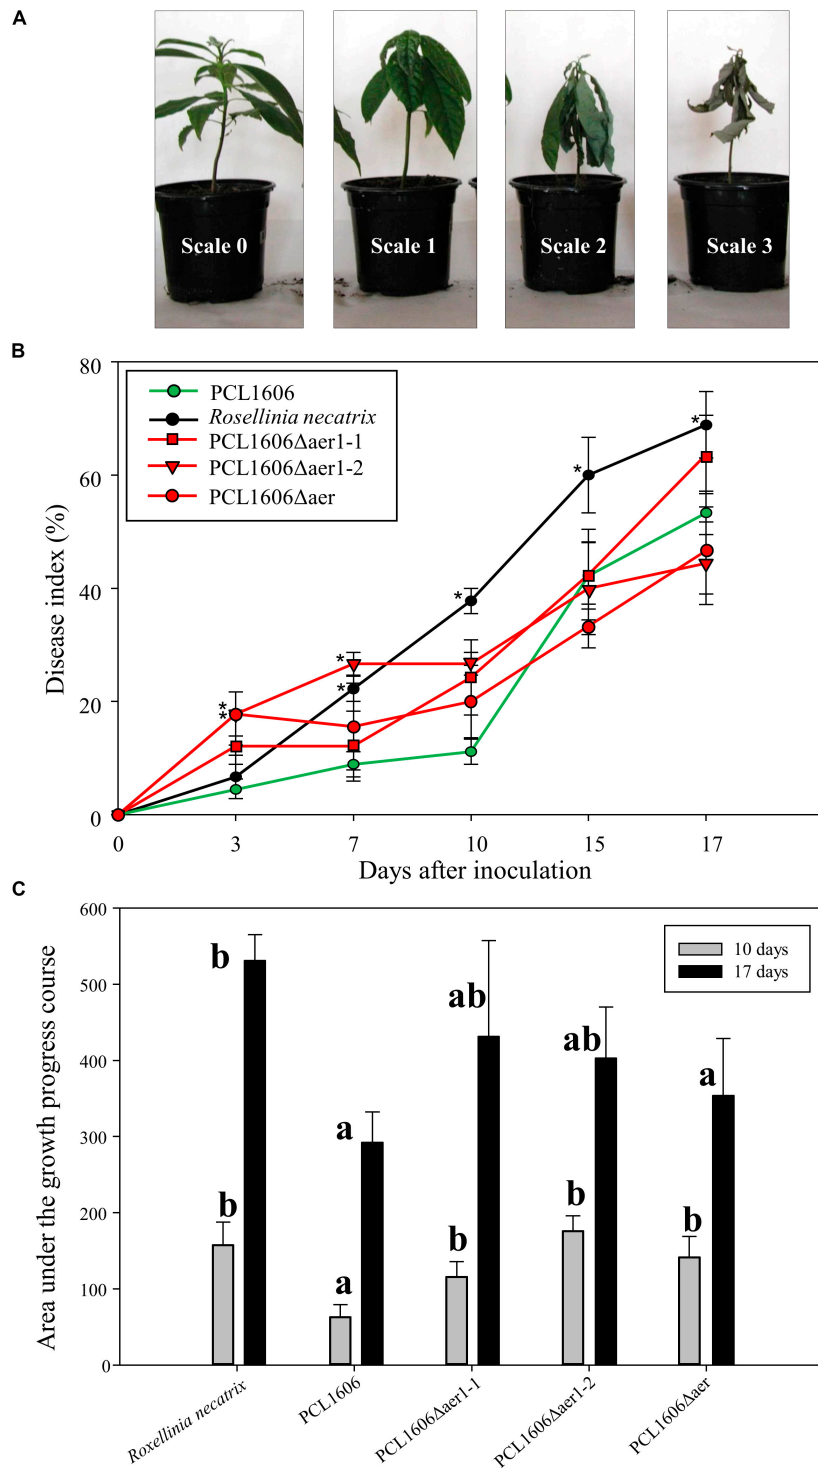 A
Scale 0
Scale 1
Scale 2
Scale 3
B
80
60
40
20
0
Disease index (%)
PCL1606
Rosellinia necatrix
PCL1606Δaer1-1
PCL1606Δaer1-2
PCL1606Δaer
*
*
*
*
*
*
*
0 3 7 10 15 17
Days after inoculation
C
600
500
400
300
200
100
0
Area under the growth progress course
10 days
17 days
b
b
a
a
ab
b
ab
b
a
b
Roxellinia necatrix
PCL1606
PCL1606Δaer1-1
PCL1606Δaer1-2
PCL1606Δaer